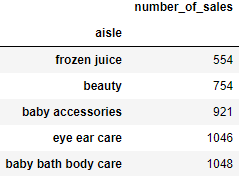 number_of_sales
aisle
frozen juice 554
beauty 754
baby accessories 921
eye ear care 1046
baby bath body care 1048